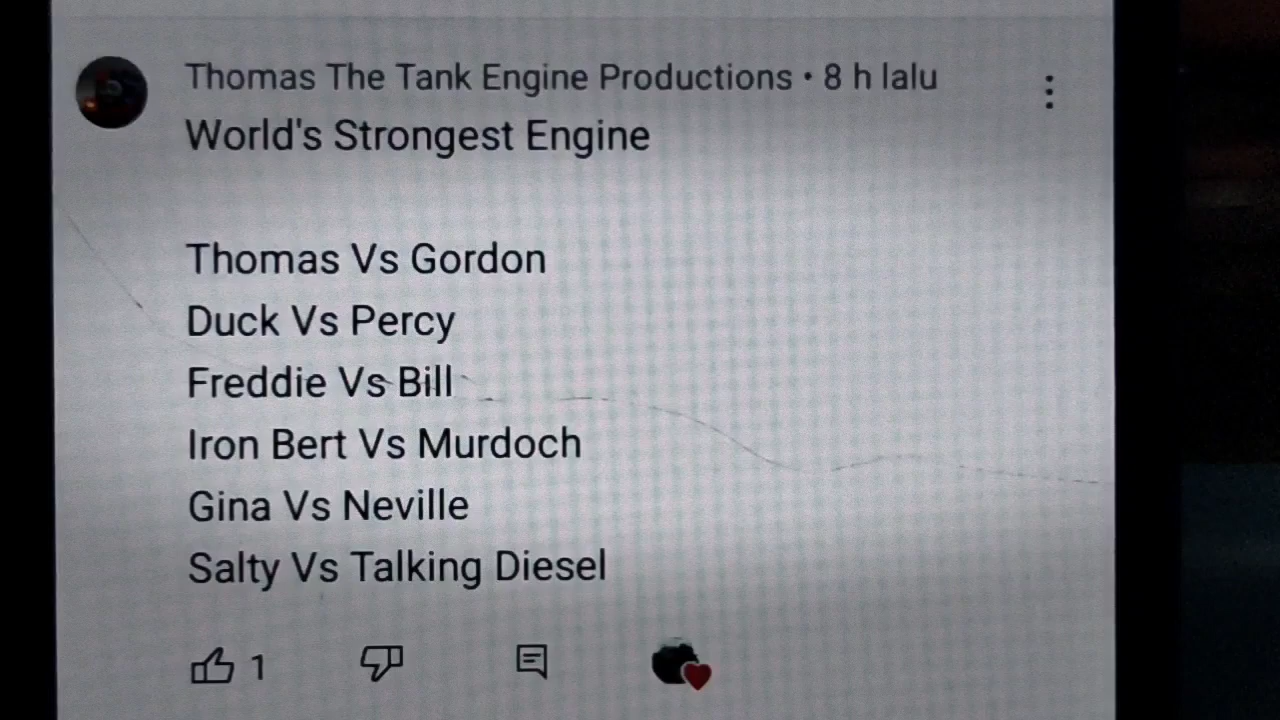 Thomas The Tank Engine Productions • 8 h lalu
World's Strongest Engine
Thomas Vs Gordon
Duck Vs Percy
Freddie Vs Bill
Iron Bert Vs Murdoch
Gina Vs Neville
Salty Vs Talking Diesel
1